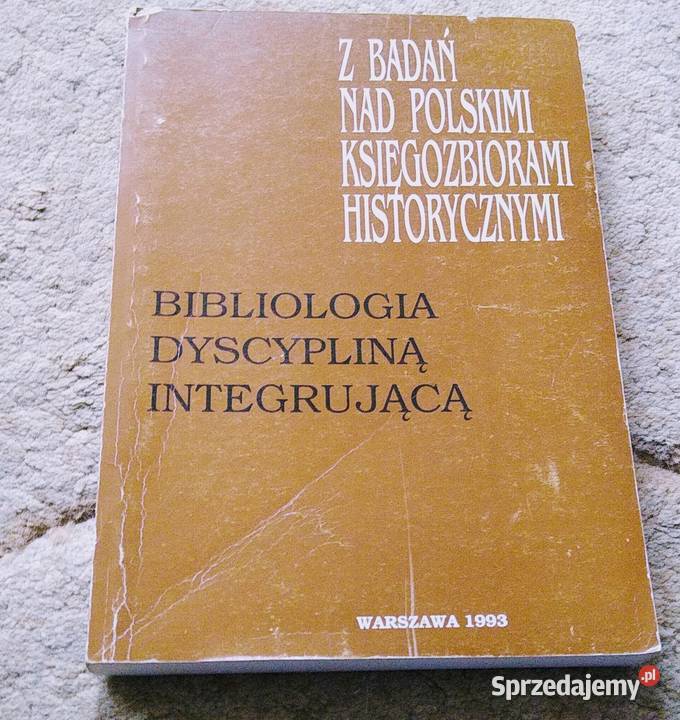 Z BADAŃ
NAD POLSKIMI
KSIĘGOZBIORAMI
HISTORYCZNYMI
BIBLIOLOGIA
DYSCYPLINĄ
INTEGRUJĄCĄ
WARSZAWA 1993
Sprzedajemy.pl